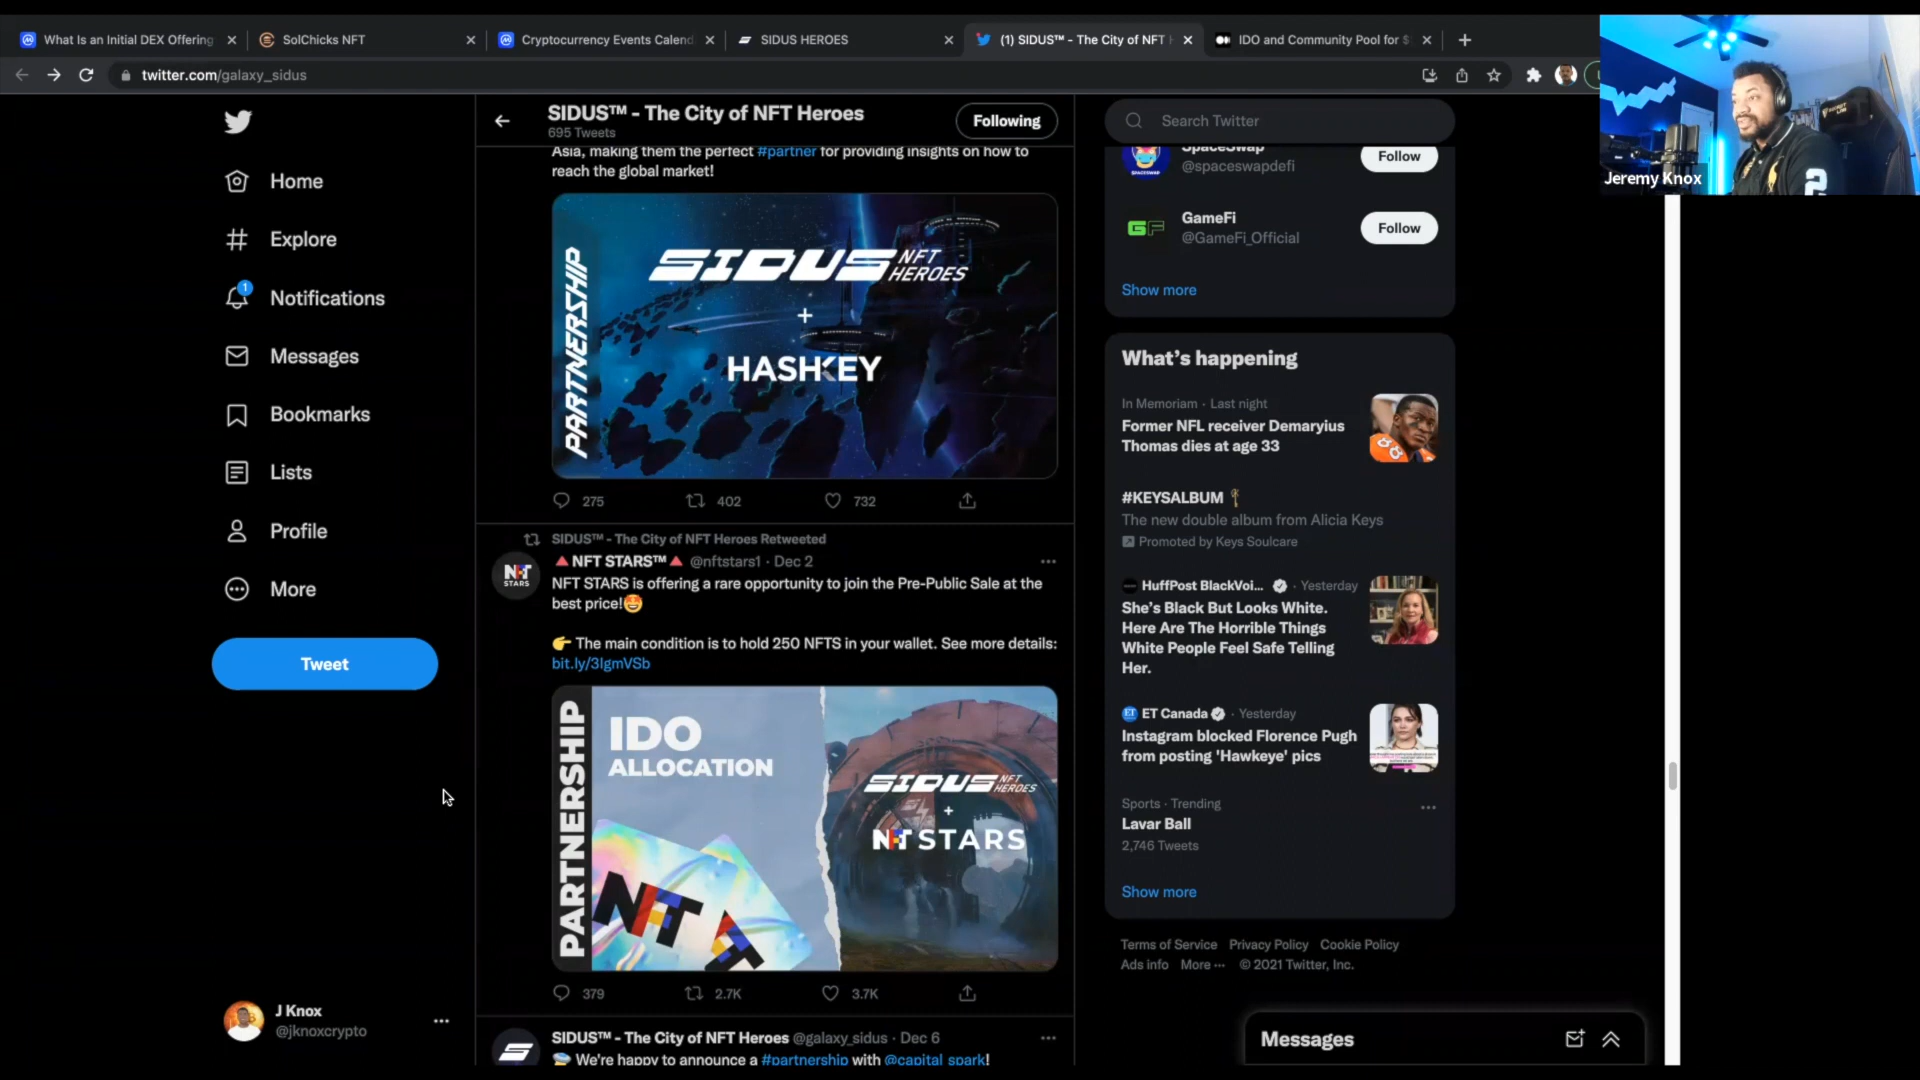 What Is an Initial DEX Offering
SolChicks NFT
Cryptocurrency Events Calend
SIDUS HEROES
(1) SIDUS™ - The City of NFT H
IDO and Community Pool for $
twitter.com/galaxy_sidus
Jeremy Knox
Home
Explore
1
Notifications
Messages
Bookmarks
Lists
Profile
More
Tweet
J Knox
@jknoxcrypto
SIDUS™ - The City of NFT Heroes
695 Tweets
Following
Asia, making them the perfect #partner for providing insights on how to
reach the global market!
PARTNERSHIP
SIDUS NFT HEROES
+
HASHKEY
275 402 732
SIDUS™ - The City of NFT Heroes Retweeted
NFT STARS
🔺NFT STARS™🔺 @nftstars1 · Dec 2
NFT STARS is offering a rare opportunity to join the Pre-Public Sale at the
best price!🤩
👉 The main condition is to hold 250 NFTS in your wallet. See more details:
bit.ly/3IgmVSb
PARTNERSHIP
IDO
ALLOCATION
NFT
SIDUS NFT HEROES
+
NFT STARS
379 2.7K 3.7K
SIDUS™ - The City of NFT Heroes @galaxy_sidus · Dec 6
We're happy to announce a #partnership with @capital_spark!
Search Twitter
SpaceSwap
@spaceswapdefi
Follow
GF
GameFi
@GameFi_Official
Follow
Show more
What's happening
In Memoriam · Last night
Former NFL receiver Demaryius
Thomas dies at age 33
#KEYSALBUM
The new double album from Alicia Keys
Promoted by Keys Soulcare
HuffPost BlackVoi... · Yesterday
She's Black But Looks White.
Here Are The Horrible Things
White People Feel Safe Telling
Her.
ET Canada · Yesterday
Instagram blocked Florence Pugh
from posting 'Hawkeye' pics
Sports · Trending
Lavar Ball
2,746 Tweets
Show more
Terms of Service Privacy Policy Cookie Policy
Ads info More ··· © 2021 Twitter, Inc.
Messages